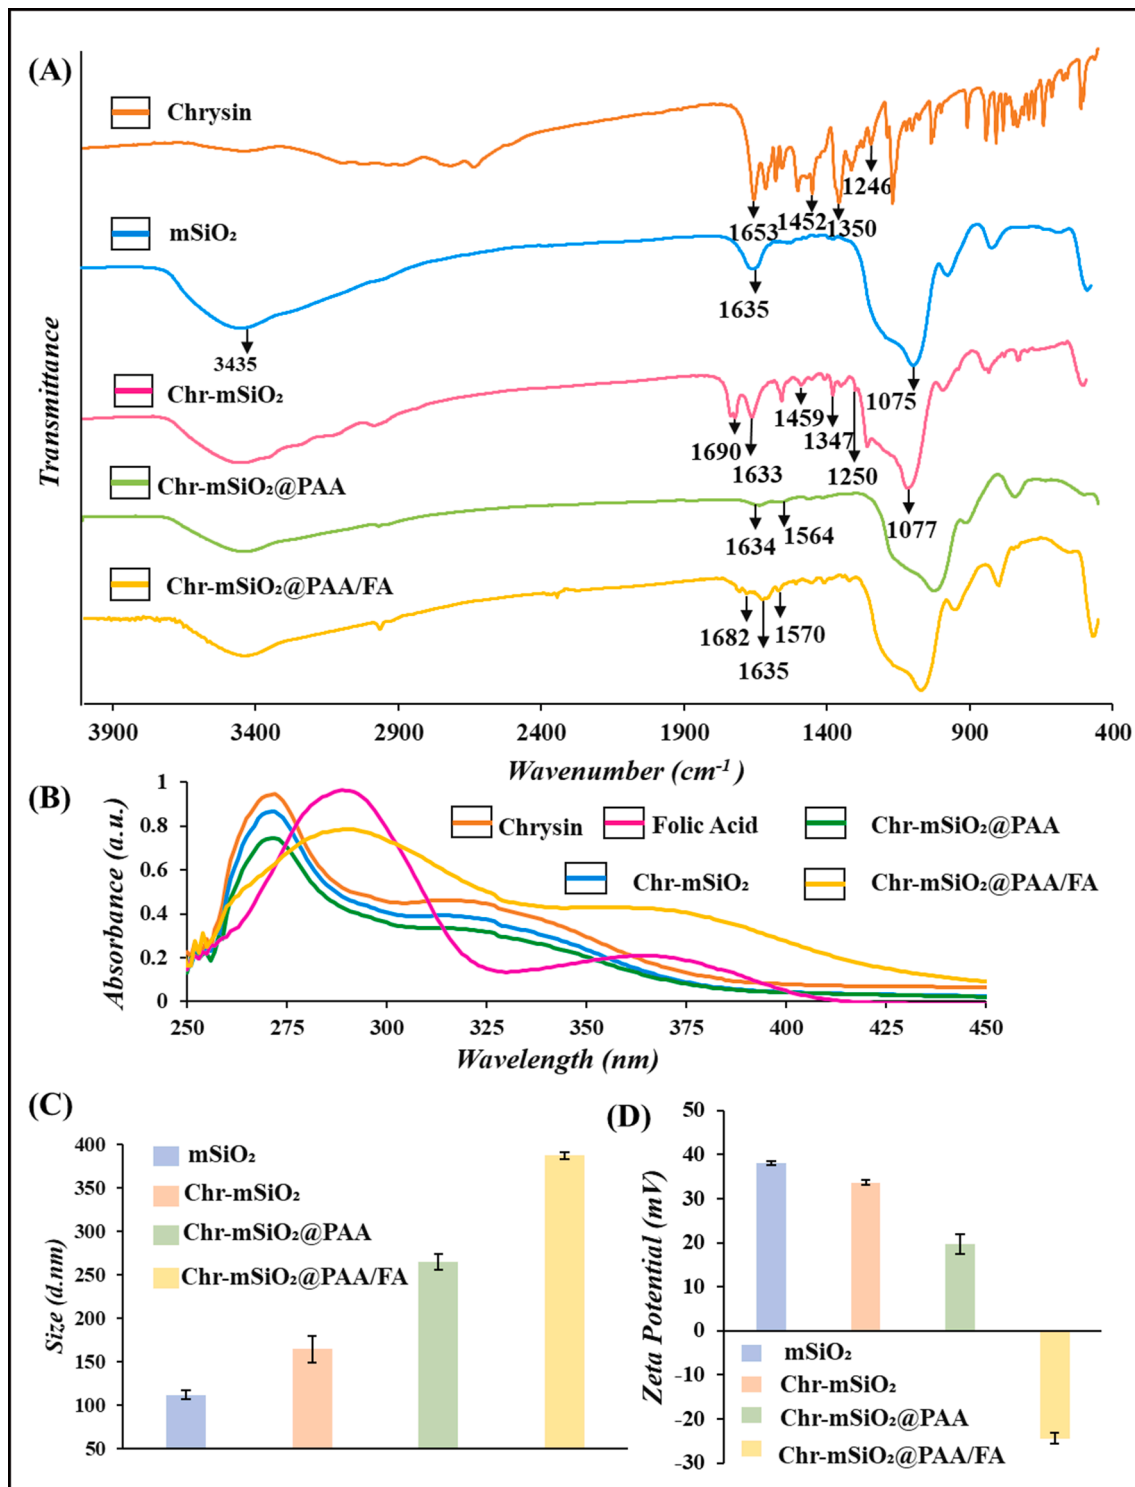 (A)
Chrysin
1246
1653
1452
1350
mSiO₂
1635
3435
1075
Chr-mSiO₂
1690
1633
1459
1347
1250
1077
Chr-mSiO₂@PAA
1634
1564
Chr-mSiO₂@PAA/FA
1682
1635
1570
Transmittance
3900 3400 2900 2400 1900 1400 900 400
Wavenumber (cm⁻¹)
(B)
Absorbance (a.u.)
1
0.8
0.6
0.4
0.2
0
Chrysin
Folic Acid
Chr-mSiO₂@PAA
Chr-mSiO₂
Chr-mSiO₂@PAA/FA
250 275 300 325 350 375 400 425 450
Wavelength (nm)
(C)
Size (d.nm)
400
350
300
250
200
150
100
50
mSiO₂
Chr-mSiO₂
Chr-mSiO₂@PAA
Chr-mSiO₂@PAA/FA
(D)
Zeta Potential (mV)
50
40
30
20
10
0
-10
-20
-30
mSiO₂
Chr-mSiO₂
Chr-mSiO₂@PAA
Chr-mSiO₂@PAA/FA